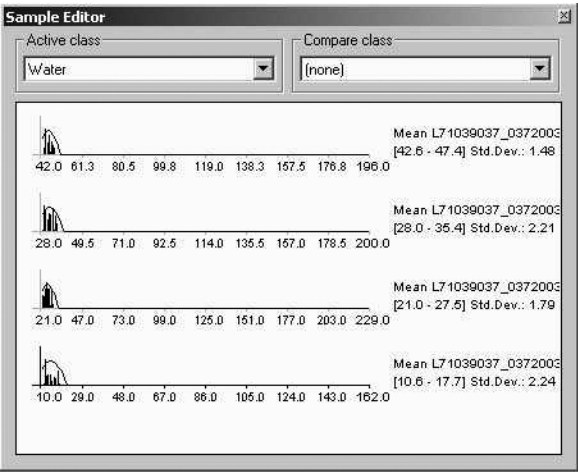 Sample Editor
Active class
Compare class
Water
(none)
Mean L71039037_0372003
[42.6 - 47.4] Std.Dev.: 1.48
42.0 61.3 80.5 99.8 119.0 138.3 157.5 176.8 196.0
Mean L71039037_0372003
[28.0 - 35.4] Std.Dev.: 2.21
28.0 49.5 71.0 92.5 114.0 135.5 157.0 178.5 200.0
Mean L71039037_0372003
[21.0 - 27.5] Std.Dev.: 1.79
21.0 47.0 73.0 99.0 125.0 151.0 177.0 203.0 229.0
Mean L71039037_0372003
[10.6 - 17.7] Std.Dev.: 2.24
10.0 29.0 48.0 67.0 86.0 105.0 124.0 143.0 162.0